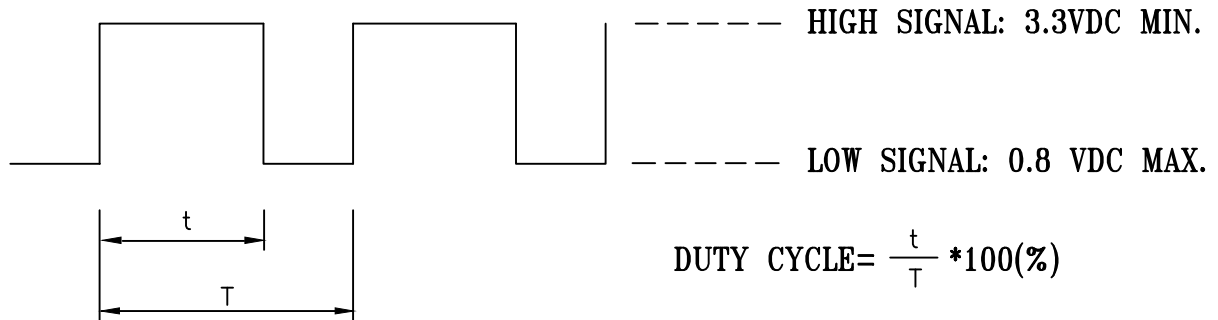 HIGH SIGNAL: 3.3VDC MIN.
LOW SIGNAL: 0.8 VDC MAX.
t
T
DUTY CYCLE= t/T *100(%)